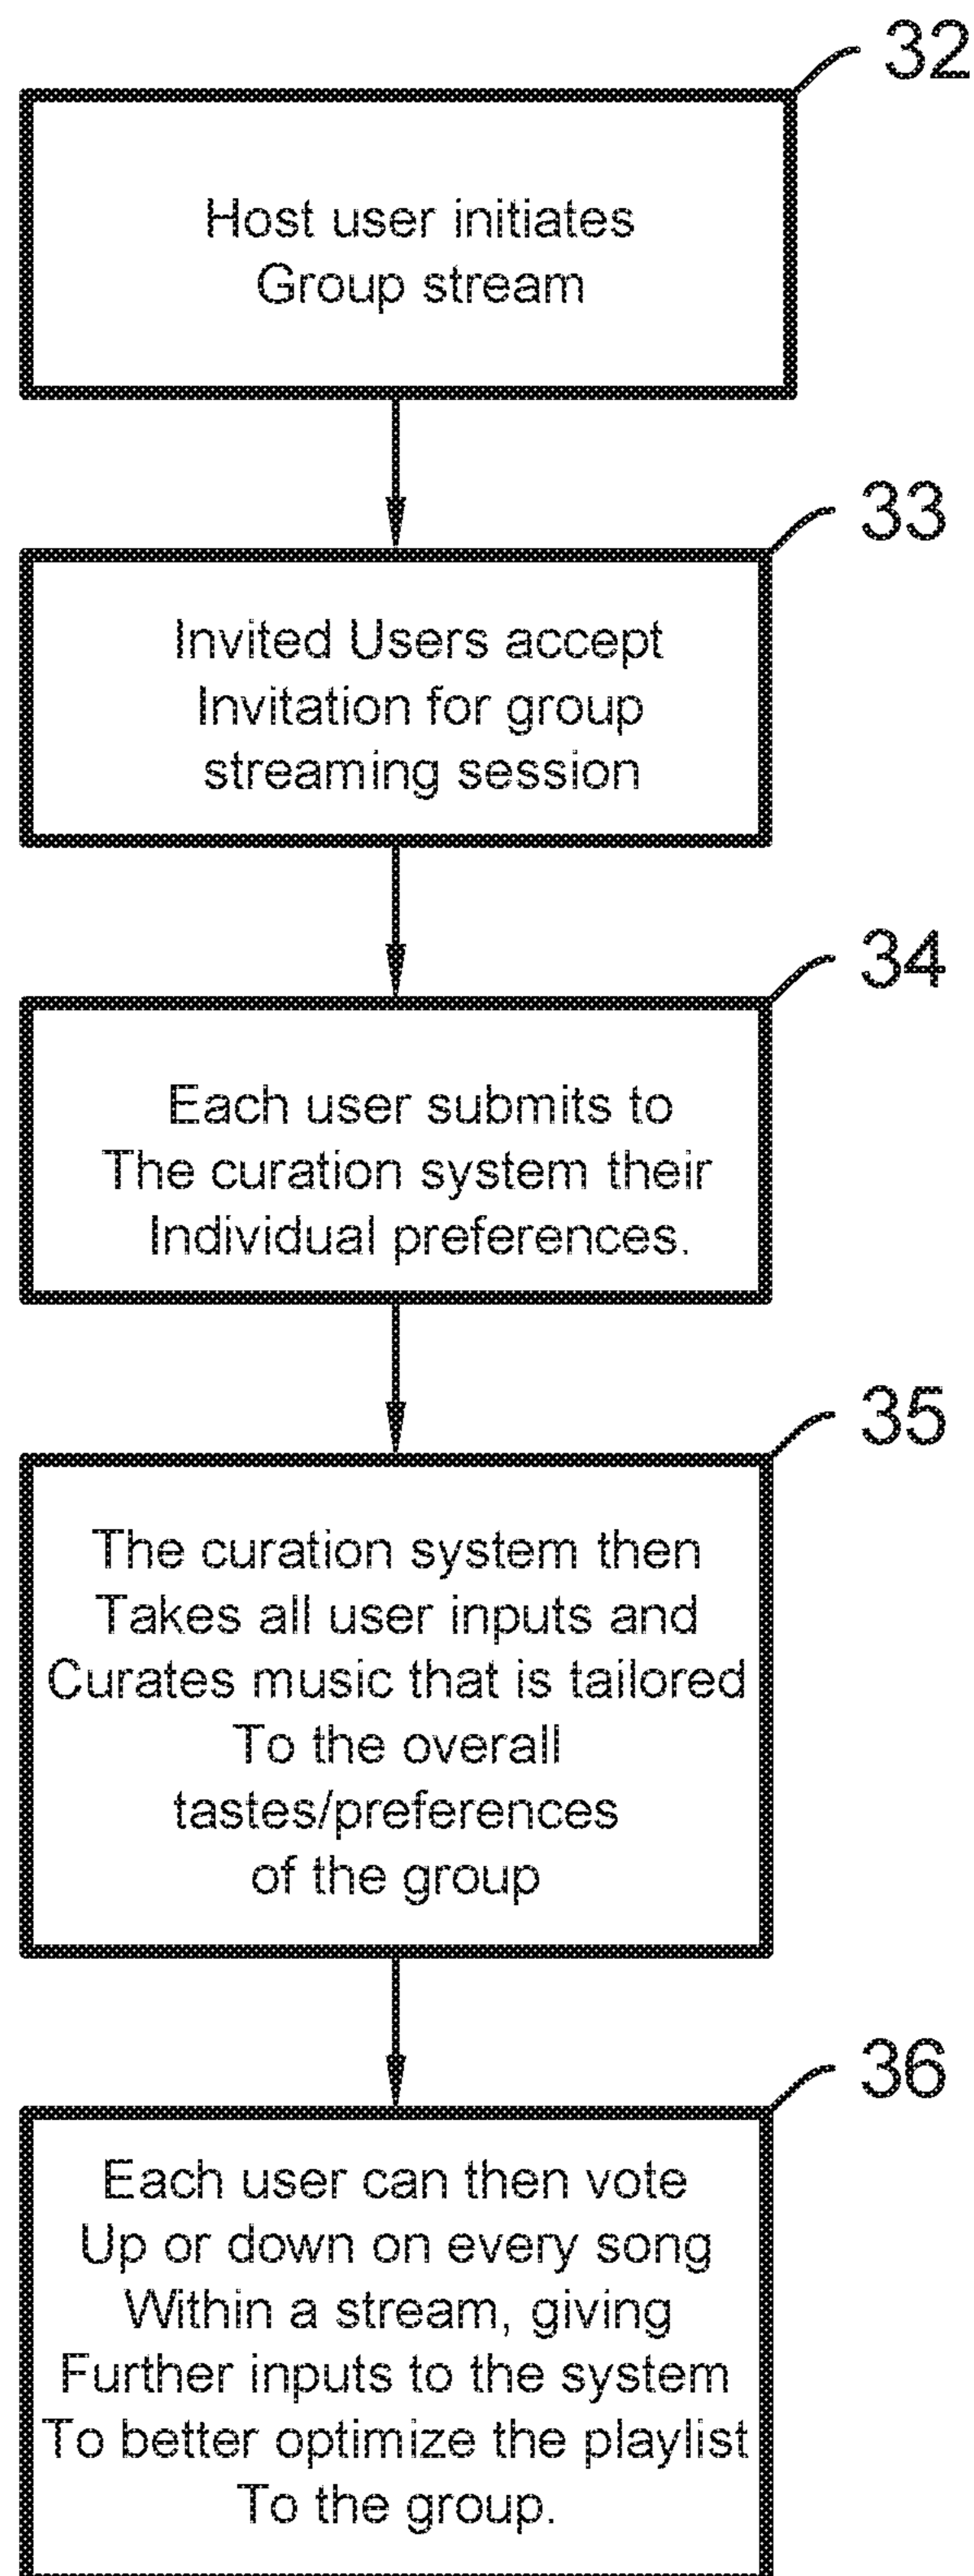 32
Host user initiates
Group stream
33
Invited Users accept
Invitation for group
streaming session
34
Each user submits to
The curation system their
Individual preferences.
35
The curation system then
Takes all user inputs and
Curates music that is tailored
To the overall
tastes/preferences
of the group
36
Each user can then vote
Up or down on every song
Within a stream, giving
Further inputs to the system
To better optimize the playlist
To the group.